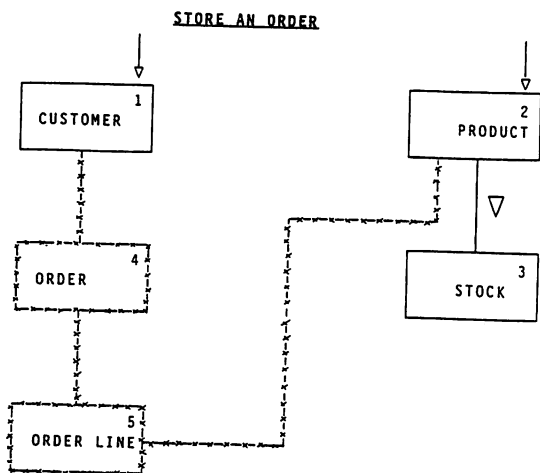 STORE AN ORDER
1
CUSTOMER
2
PRODUCT
4
ORDER
3
STOCK
5
ORDER LINE